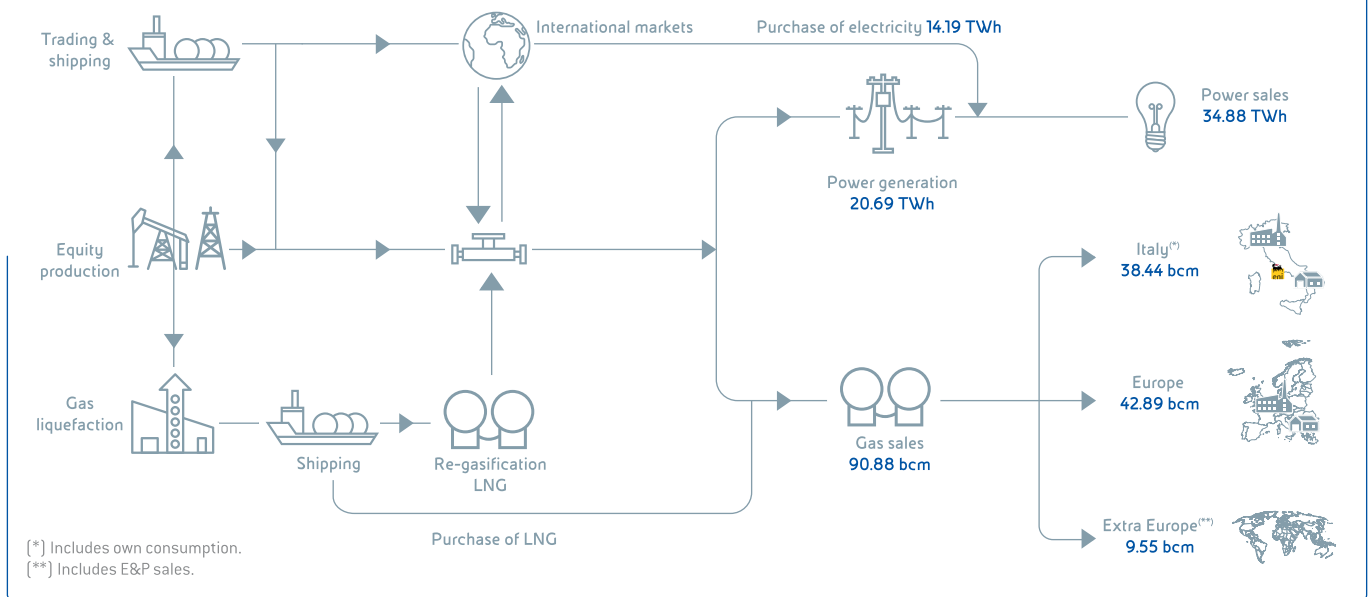 Trading &
shipping
International markets
Purchase of electricity 14.19 TWh
Power sales
34.88 TWh
Power generation
20.69 TWh
Equity
production
Italy(*)
38.44 bcm
eni
Gas
liquefaction
Shipping
Re-gasification
LNG
Gas sales
90.88 bcm
Europe
42.89 bcm
Purchase of LNG
Extra Europe(**)
9.55 bcm
(*) Includes own consumption.
(**) Includes E&P sales.